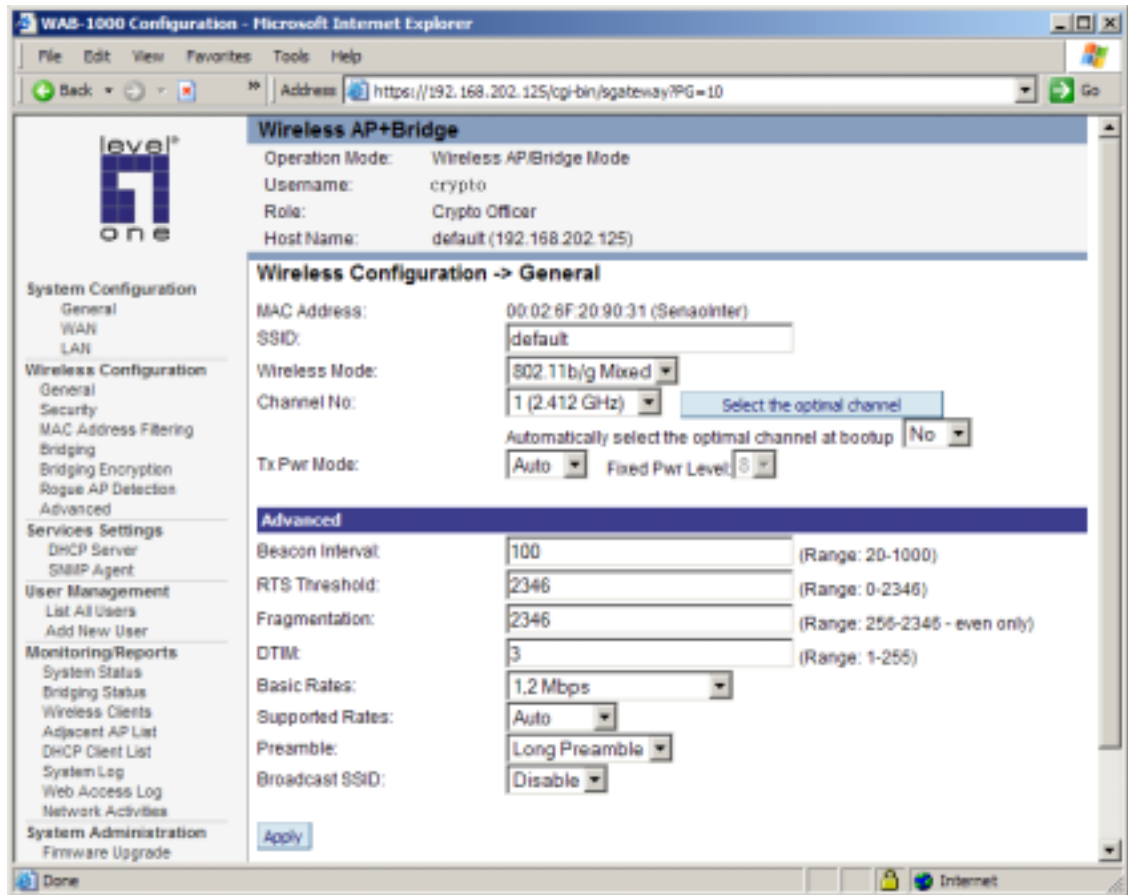 WAB-1000 Configuration - Microsoft Internet Explorer
File Edit View Favorites Tools Help
Back » Address https://192.168.202.125/cgi-bin/sgateway?PG=10 Go
level®
one
System Configuration
General
WAN
LAN
Wireless Configuration
General
Security
MAC Address Filtering
Bridging
Bridging Encryption
Rogue AP Detection
Advanced
Services Settings
DHCP Server
SNMP Agent
User Management
List All Users
Add New User
Monitoring/Reports
System Status
Bridging Status
Wireless Clients
Adjacent AP List
DHCP Client List
System Log
Web Access Log
Network Activities
System Administration
Firmware Upgrade
Wireless AP+Bridge
Operation Mode: Wireless AP/Bridge Mode
Username: crypto
Role: Crypto Officer
Host Name: default (192.168.202.125)
Wireless Configuration -> General
MAC Address: 00:02:6F:20:90:31 (SenaoInter)
SSID: default
Wireless Mode: 802.11b/g Mixed
Channel No: 1 (2.412 GHz) Select the optimal channel
Automatically select the optimal channel at bootup No
Tx Pwr Mode: Auto Fixed Pwr Level: 8
Advanced
Beacon Interval: 100 (Range: 20-1000)
RTS Threshold: 2346 (Range: 0-2346)
Fragmentation: 2346 (Range: 256-2346 - even only)
DTIM: 3 (Range: 1-255)
Basic Rates: 1,2 Mbps
Supported Rates: Auto
Preamble: Long Preamble
Broadcast SSID: Disable
Apply
Done Internet